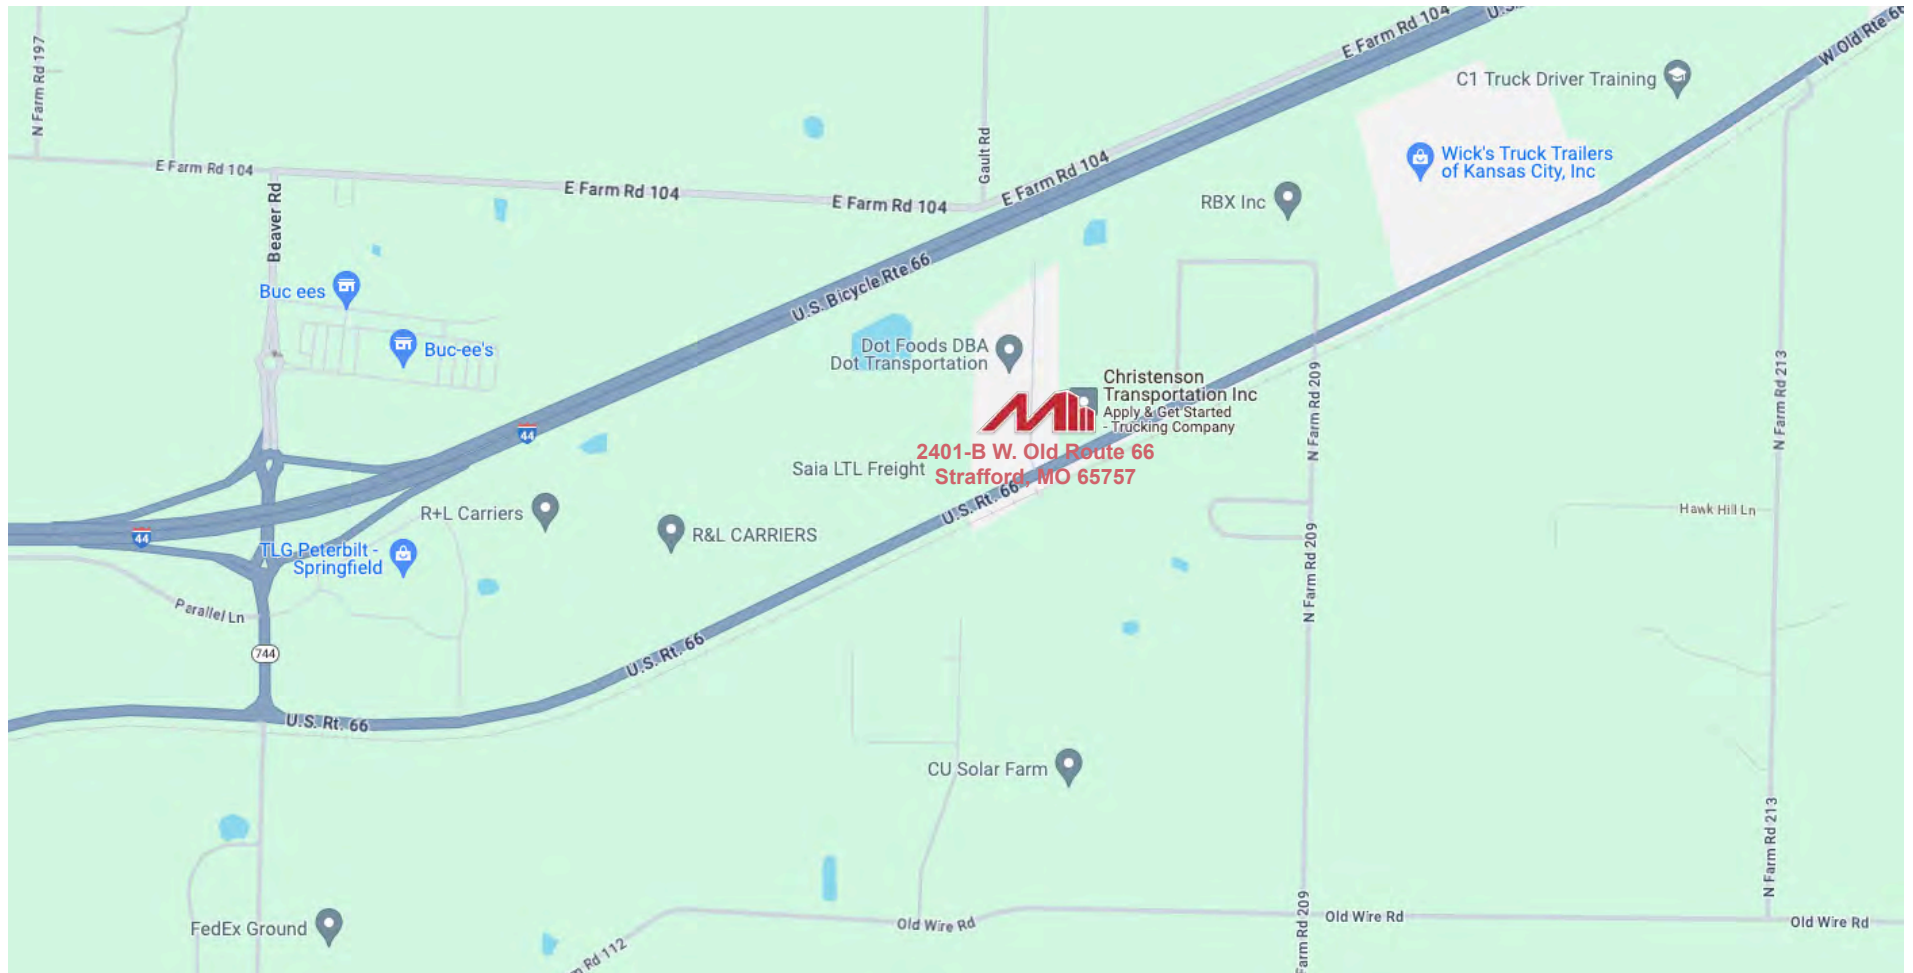 N Farm Rd 197
E Farm Rd 104
U.S.
W Old Rte 66
C1 Truck Driver Training
Gault Rd
E Farm Rd 104
E Farm Rd 104
E Farm Rd 104
E Farm Rd 104
Wick's Truck Trailers
of Kansas City, Inc
Beaver Rd
RBX Inc
U.S. Bicycle Rte 66
Buc ees
Buc-ee's
Dot Foods DBA
Dot Transportation
Christenson
Transportation Inc
Apply & Get Started
- Trucking Company
N Farm Rd 209
N Farm Rd 213
44
2401-B W. Old Route 66
Strafford, MO 65757
Saia LTL Freight
U.S. Rt. 66
R+L Carriers
R&L CARRIERS
Hawk Hill Ln
44
TLG Peterbilt -
Springfield
N Farm Rd 209
Parallel Ln
744
U.S. Rt. 66
U.S. Rt. 66
CU Solar Farm
N Farm Rd 213
FedEx Ground
Old Wire Rd
Old Wire Rd
Old Wire Rd
Farm Rd 209
Rd 112